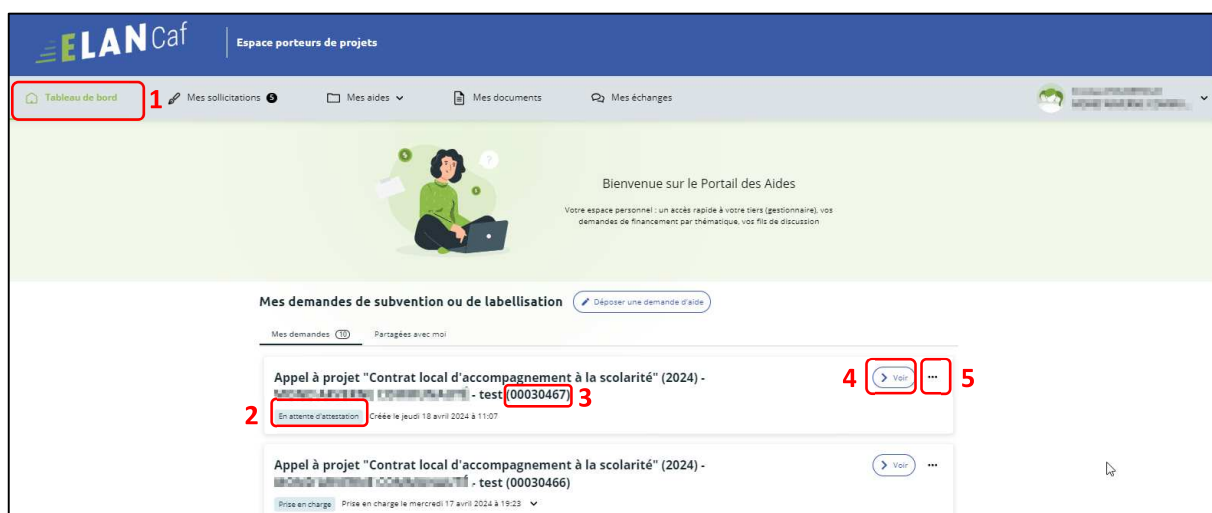 ELANCaf
Espace porteurs de projets
Tableau de bord
1
Mes sollicitations 5
Mes aides
Mes documents
Mes échanges
Bienvenue sur le Portail des Aides
Votre espace personnel : un accès rapide à votre tiers (gestionnaire), vos
demandes de financement par thématique, vos fils de discussion
Mes demandes de subvention ou de labellisation
Déposer une demande d'aide
Mes demandes 10
Partagées avec moi
Appel à projet "Contrat local d'accompagnement à la scolarité" (2024) -
- test (00030467)
3
4
Voir
...
5
2
En attente d'attestation
Créée le jeudi 18 avril 2024 à 11:07
Appel à projet "Contrat local d'accompagnement à la scolarité" (2024) -
- test (00030466)
Voir
...
Prise en charge
Prise en charge le mercredi 17 avril 2024 à 19:23